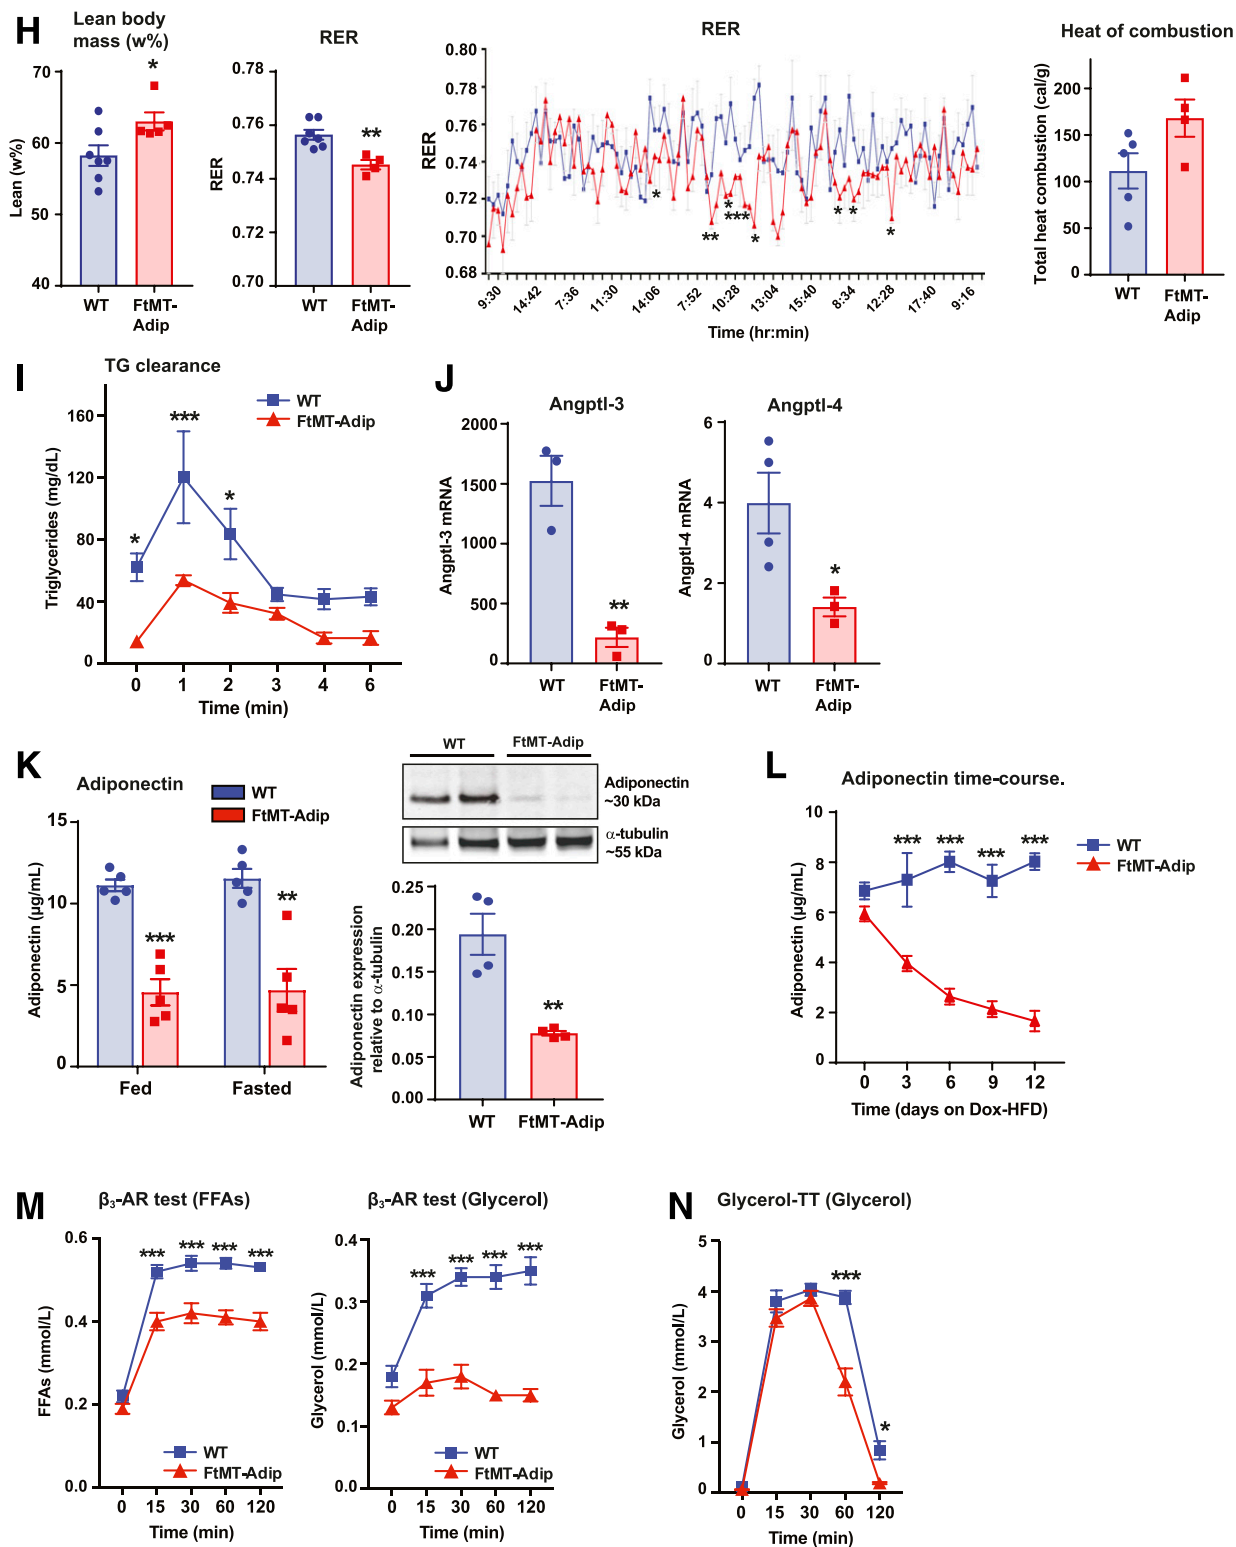 H
Lean body
mass (w%)
Lean (w%)
70
60
50
40
*
WT
FtMT-
Adip
RER
RER
0.78
0.76
0.74
0.72
0.70
**
WT
FtMT-
Adip
RER
RER
0.80
0.78
0.76
0.74
0.72
0.70
0.68
*
**
*
***
*
*
*
*
9:30
14:42
7:36
11:30
14:06
7:52
10:28
13:04
15:40
8:34
12:28
17:40
9:16
Time (hr:min)
Heat of combustion
Total heat combustion (cal/g)
200
150
100
50
0
WT
FtMT-
Adip
I
TG clearance
Triglycerides (mg/dL)
160
120
80
40
0
*
***
*
WT
FtMT-Adip
0
1
2
3
4
6
Time (min)
J
Angptl-3
Angptl-3 mRNA
2000
1500
1000
500
0
**
WT
FtMT-
Adip
Angptl-4
Angptl-4 mRNA
6
4
2
0
*
WT
FtMT-
Adip
K
Adiponectin
WT
FtMT-Adip
Adiponectin (µg/mL)
15
10
5
0
***
**
Fed
Fasted
WT
FtMT-Adip
Adiponectin
~30 kDa
α-tubulin
~55 kDa
Adiponectin expression
relative to α-tubulin
0.25
0.20
0.15
0.10
0.05
0.00
**
WT
FtMT-Adip
L
Adiponectin time-course.
Adiponectin (µg/mL)
10
8
6
4
2
0
***
***
***
***
WT
FtMT-Adip
0
3
6
9
12
Time (days on Dox-HFD)
M
β₃-AR test (FFAs)
FFAs (mmol/L)
0.6
0.4
0.2
0.0
***
***
***
***
WT
FtMT-Adip
0
15
30
60
120
Time (min)
β₃-AR test (Glycerol)
Glycerol (mmol/L)
0.4
0.3
0.2
0.1
0.0
***
***
***
***
WT
FtMT-Adip
0
15
30
60
120
Time (min)
N
Glycerol-TT (Glycerol)
Glycerol (mmol/L)
5
4
3
2
1
0
***
*
WT
FtMT-Adip
0
15
30
60
120
Time (min)